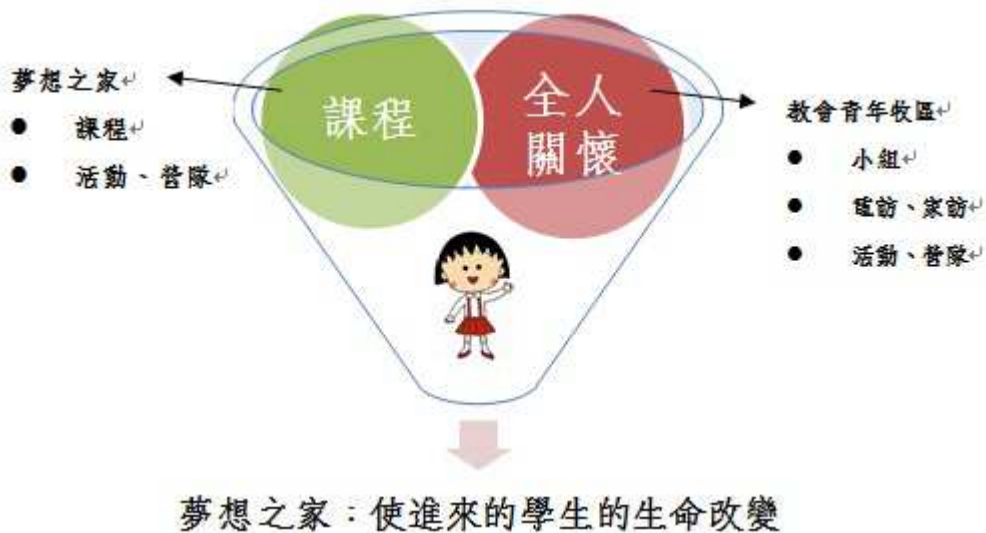 夢想之家
● 課程
● 活動、營隊
課程
全人
關懷
教會青年牧區
● 小組
● 電訪、家訪
● 活動、營隊
夢想之家：使進來的學生的生命改變